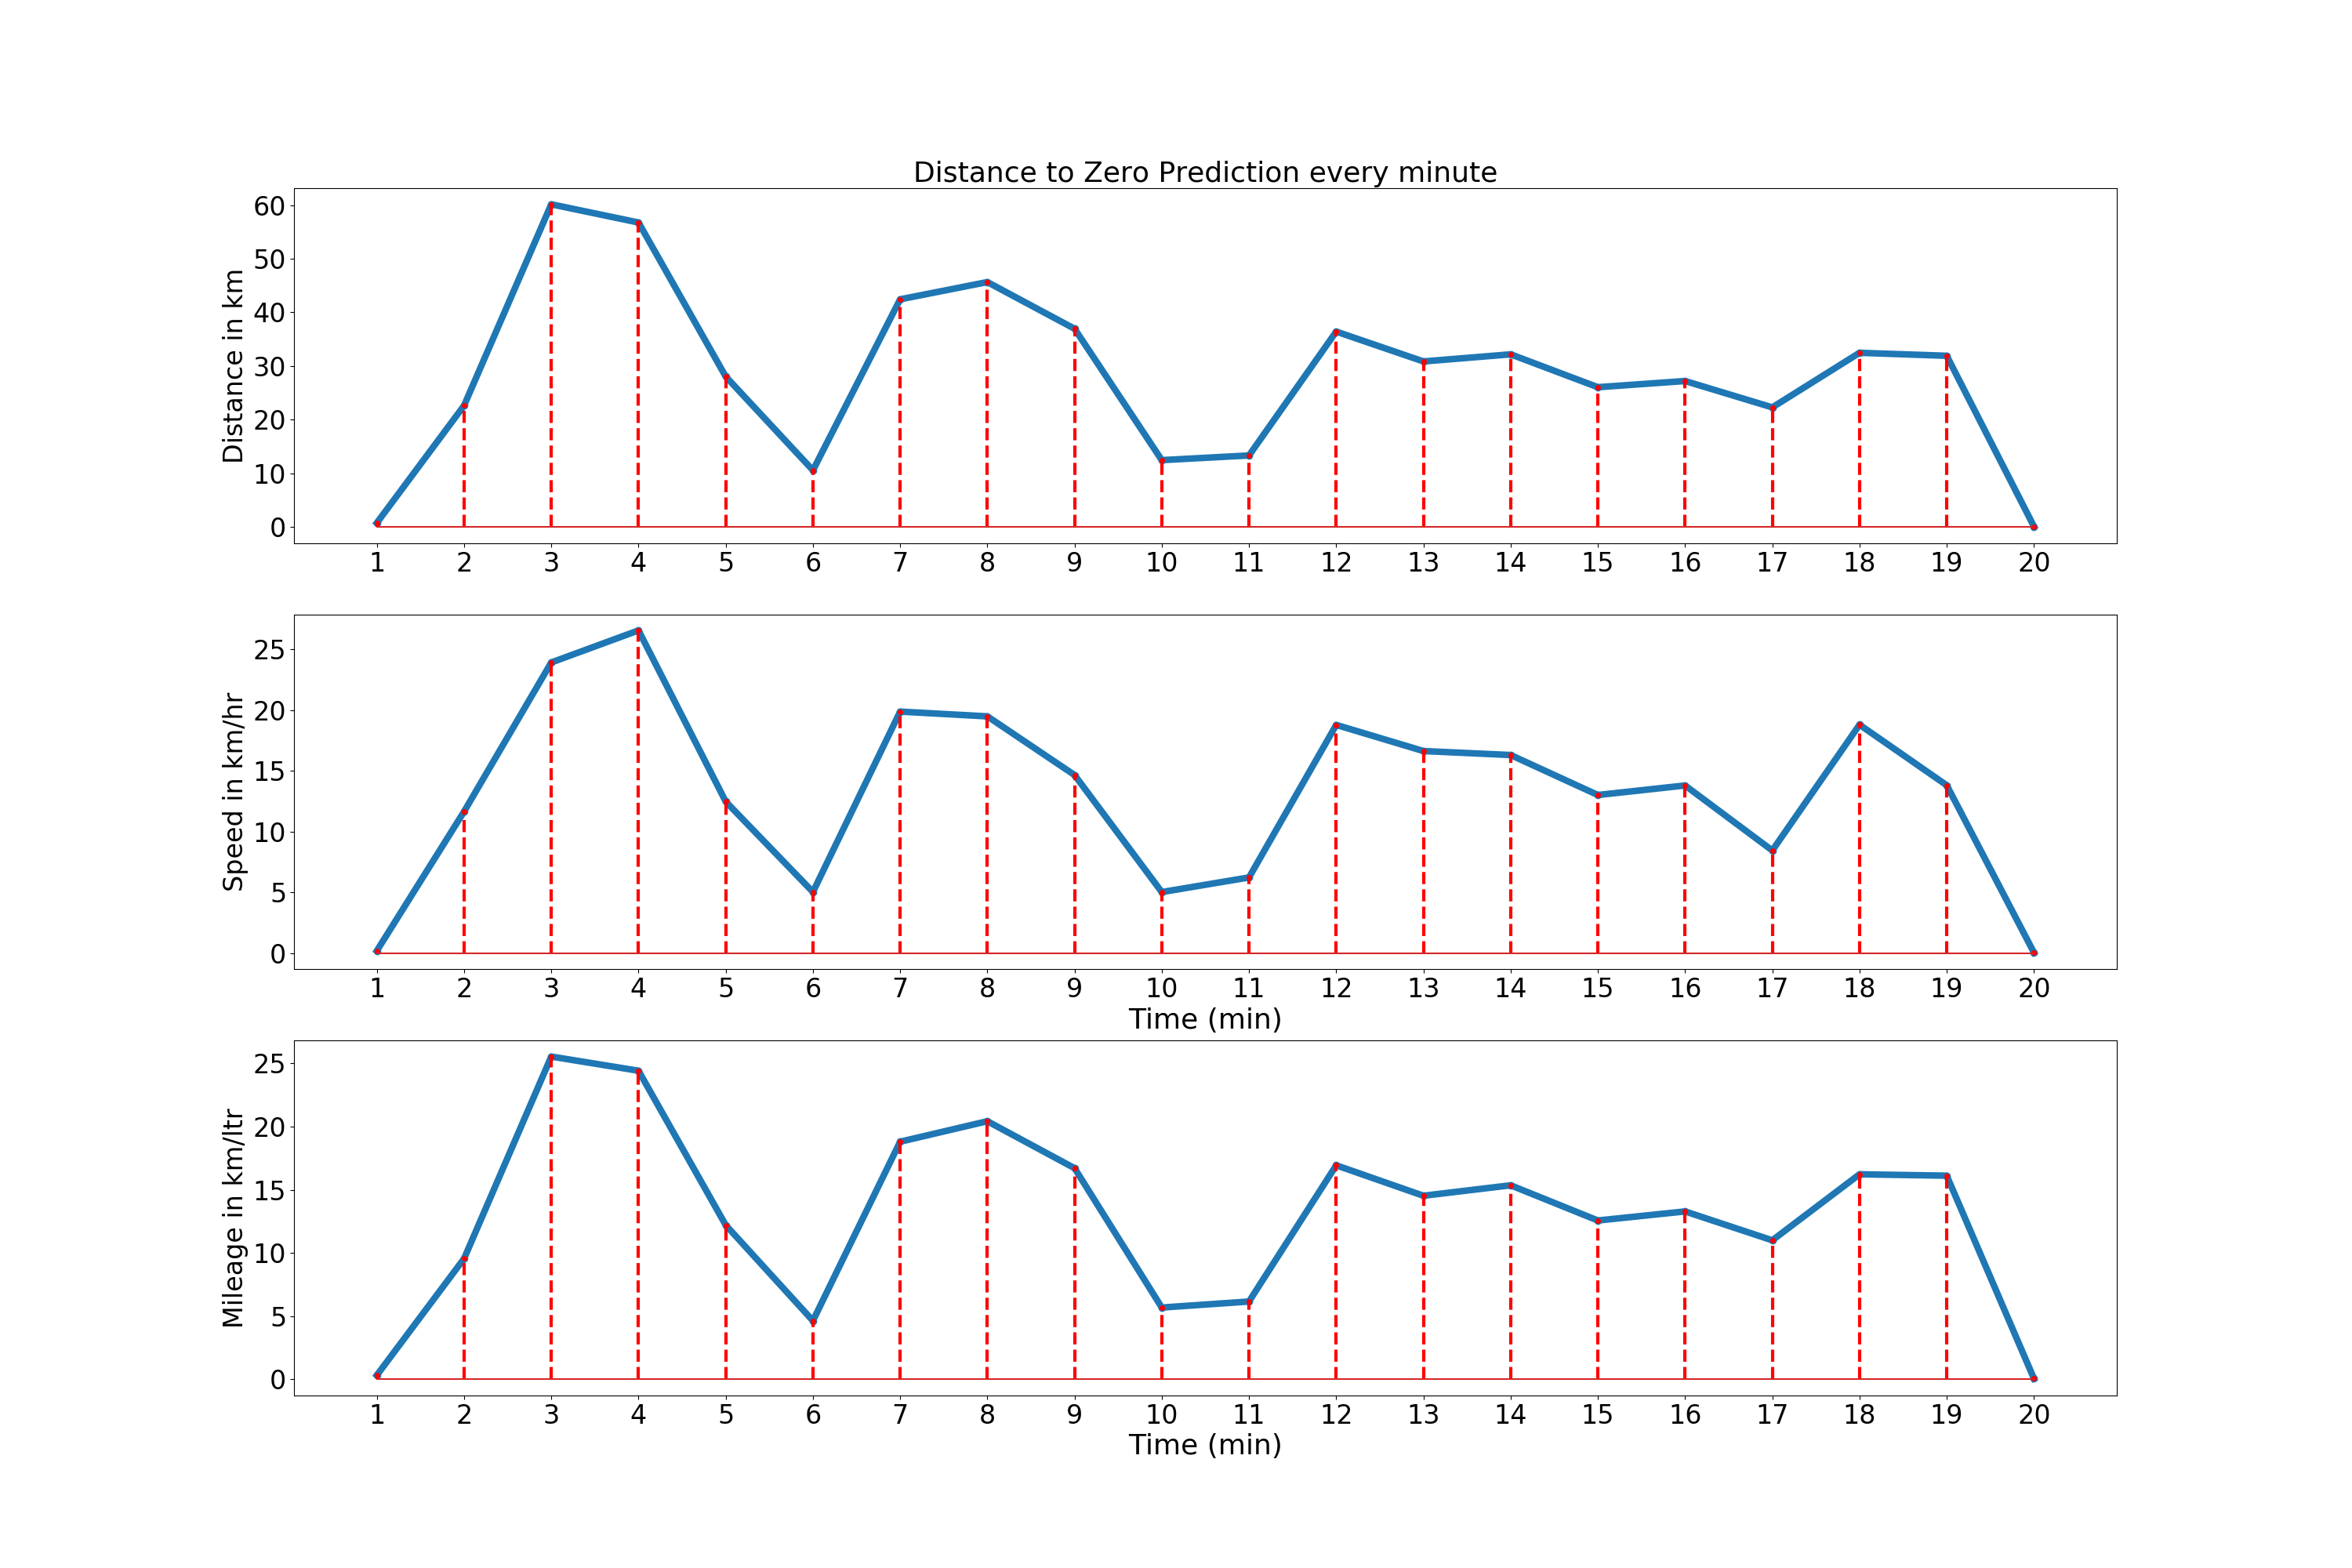 Distance to Zero Prediction every minute
Distance in km
60
50
40
30
20
10
0
1 2 3 4 5 6 7 8 9 10 11 12 13 14 15 16 17 18 19 20
Speed in km/hr
25
20
15
10
5
0
1 2 3 4 5 6 7 8 9 10 11 12 13 14 15 16 17 18 19 20
Time (min)
Mileage in km/ltr
25
20
15
10
5
0
1 2 3 4 5 6 7 8 9 10 11 12 13 14 15 16 17 18 19 20
Time (min)